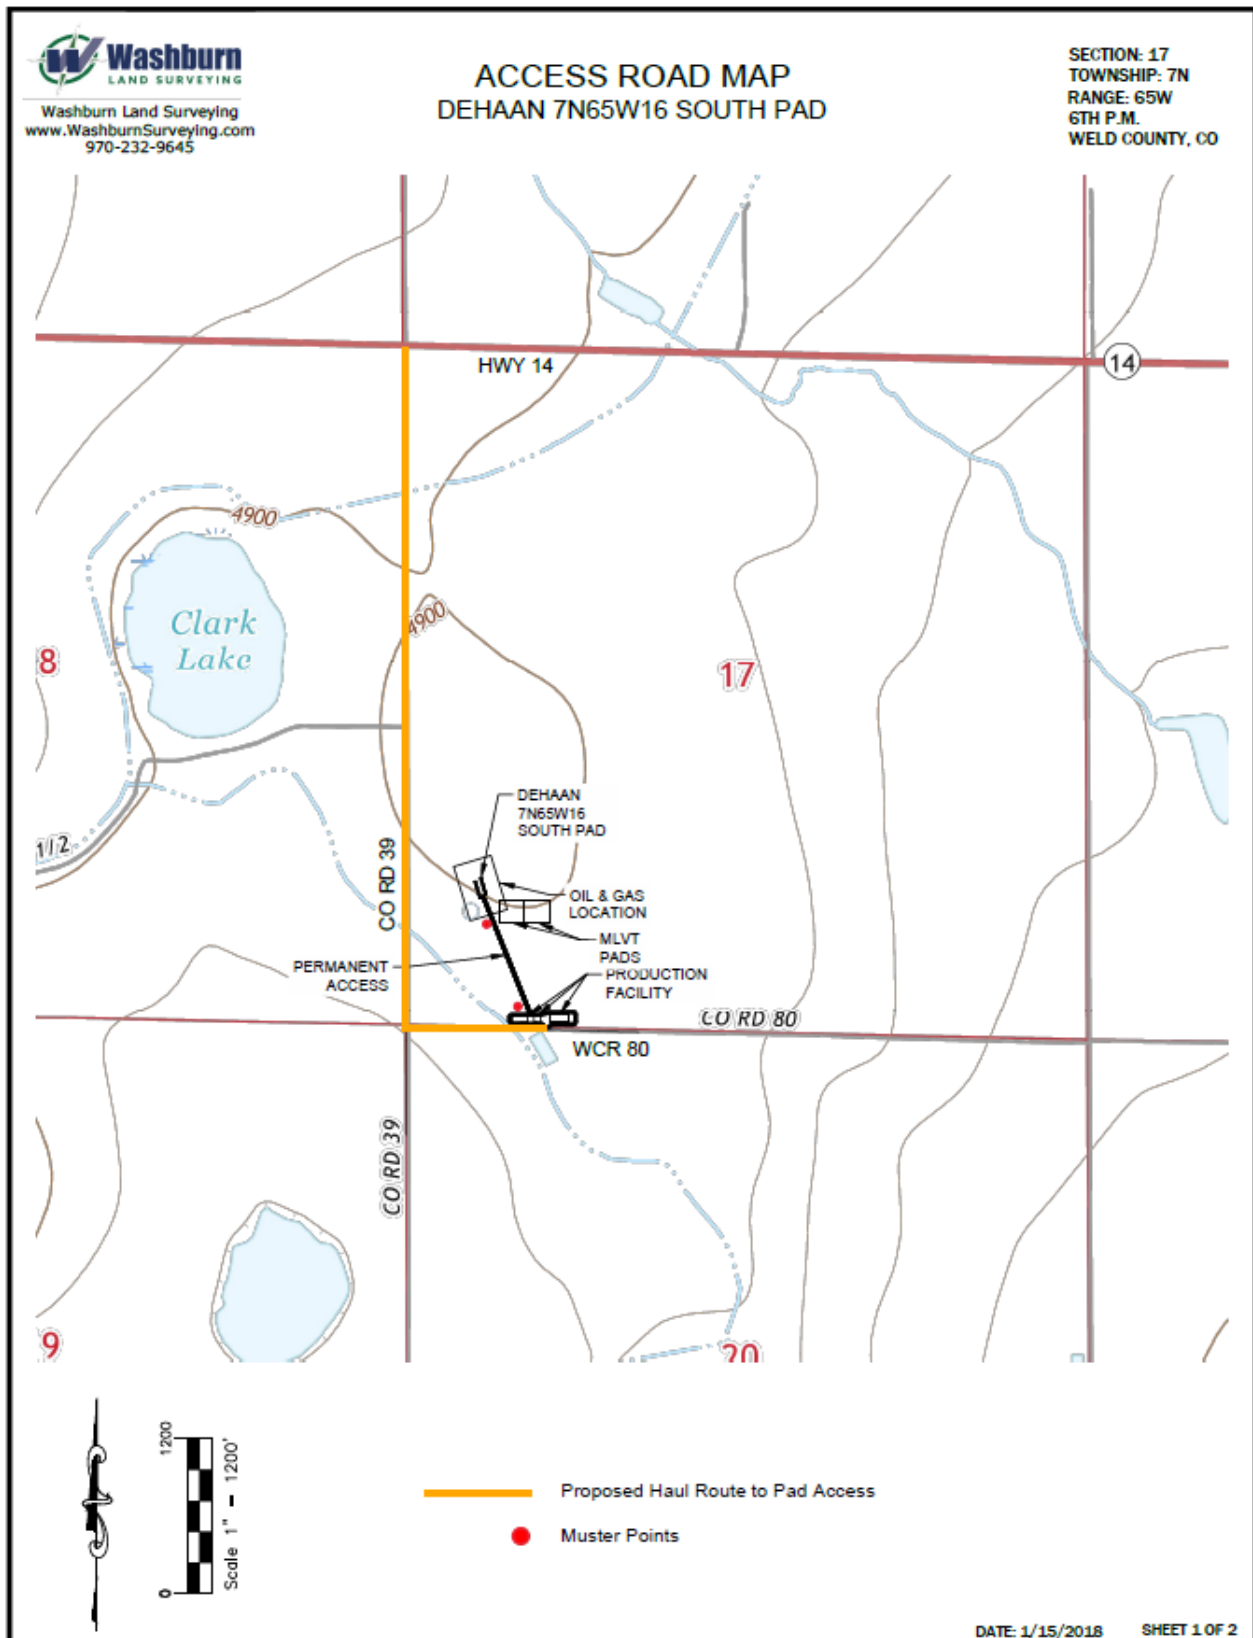 Washburn
LAND SURVEYING
Washburn Land Surveying
www.WashburnSurveying.com
970-232-9645
ACCESS ROAD MAP
DEHAAN 7N65W16 SOUTH PAD
SECTION: 17
TOWNSHIP: 7N
RANGE: 65W
6TH P.M.
WELD COUNTY, CO
HWY 14
14
4900
Clark
Lake
4900
8
17
DEHAAN
7N65W16
SOUTH PAD
1/2
CO RD 39
OIL & GAS
LOCATION
MLVT
PADS
PERMANENT
ACCESS
PRODUCTION
FACILITY
CO RD 80
WCR 80
CO RD 39
9
20
1200
0
Scale 1" = 1200'
Proposed Haul Route to Pad Access
Muster Points
DATE: 1/15/2018
SHEET 1 OF 2